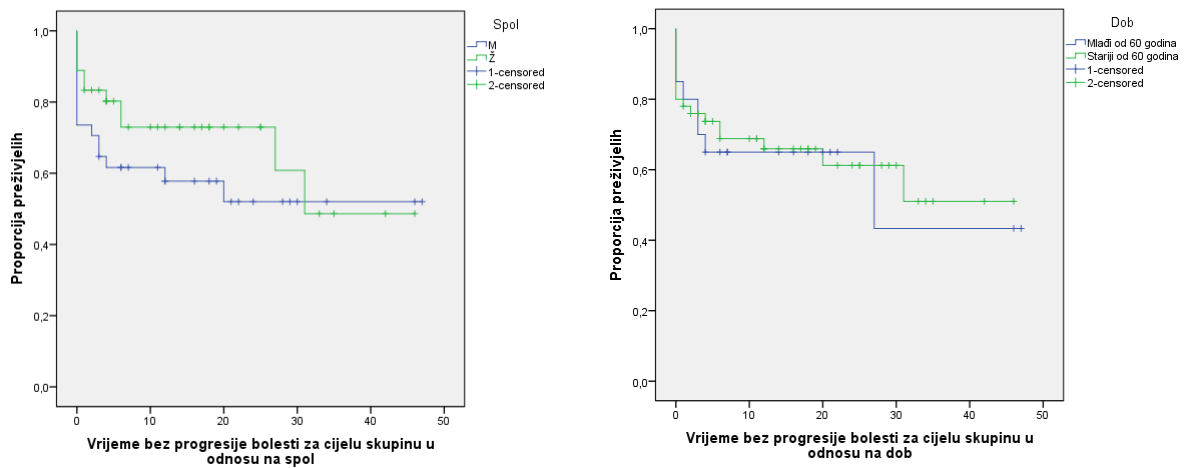 Spol
M
Ž
1-censored
2-censored
1,0
0,8
0,6
0,4
0,2
0,0
Proporcija preživjelih
0 10 20 30 40 50
Vrijeme bez progresije bolesti za cijelu skupinu u
odnosu na spol
Dob
Mlađi od 60 godina
Stariji od 60 godina
1-censored
2-censored
1,0
0,8
0,6
0,4
0,2
0,0
Proporcija preživjelih
0 10 20 30 40 50
Vrijeme bez progresije bolesti za cijelu skupinu u
odnosu na dob